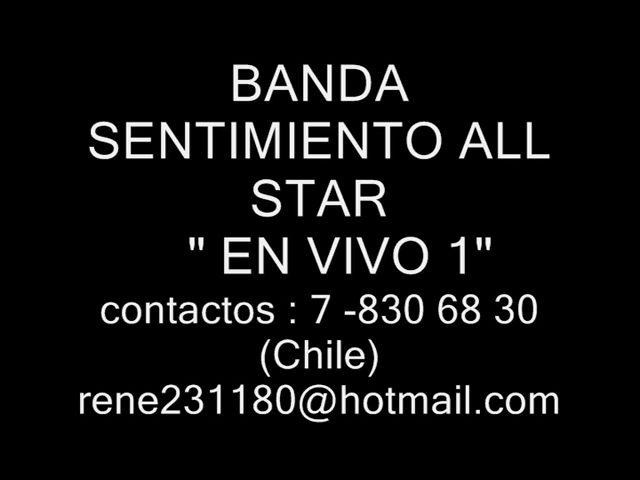 BANDA
SENTIMIENTO ALL
STAR
" EN VIVO 1"
contactos : 7 -830 68 30
(Chile)
rene231180@hotmail.com